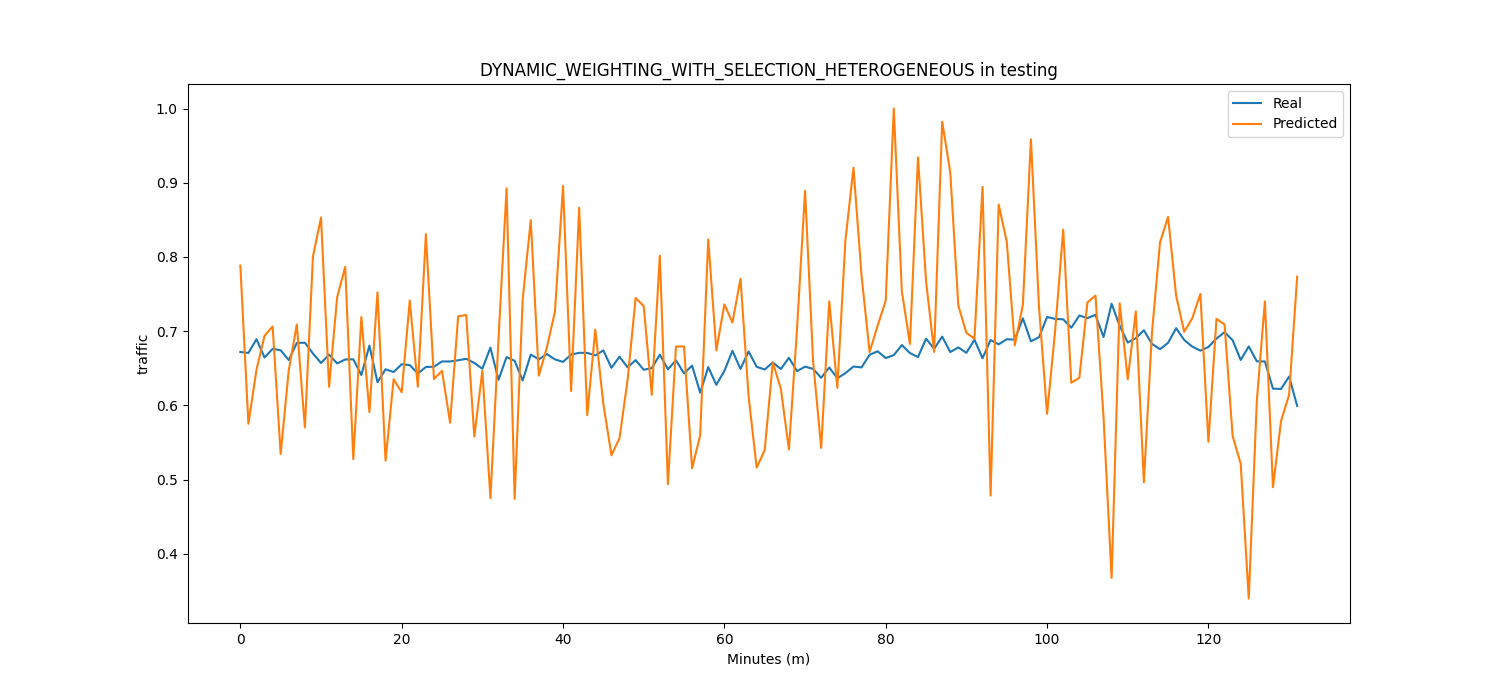 DYNAMIC_WEIGHTING_WITH_SELECTION_HETEROGENEOUS in testing
Real
Predicted
1.0
0.9
0.8
0.7
0.6
0.5
0.4
traffic
0 20 40 60 80 100 120
Minutes (m)